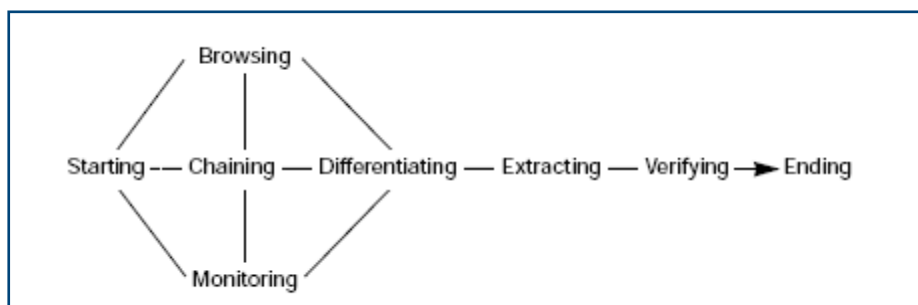 Browsing
Starting Chaining Differentiating Extracting Verifying Ending
Monitoring